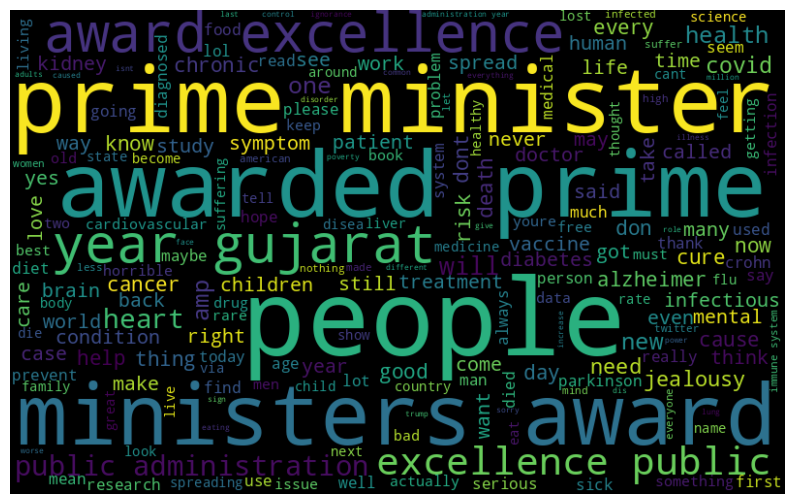 last control ignorance administration year infected science
living award excellence food lost every health
kidney lol chronic read see human seem
diagnosed around work spread time covid
adults caused isnt common everything suffer cant million
going one problem let life medical
prime minister
disorder please keep healthy high feel thought getting infection
way know study symptom patient never may take called
women old state become american book system dont doctor
yes suffering tell death said
love awarded prime
two hope risk don many used
cardiovascular disea liver youre much now
best maybe poverty give vaccine free role thank
year gujarat medicine got must cure crohn
diet less horrible face nothing made different will diabetes say
care brain cancer children still treatment person alzheimer flu
body amp drug always data rate infectious
world back rare people even mental
die heart increase twitter power
condition right show new cause immune system
case help thing today age year come really think
prevent via men good day need parkinson
family make find child lot country man died want mind dis jealousy
live great sign trump sorry eat everyone lung
ministers award
worse eating bad name
public administration look next excellence public
mean research spreading use issue well actually serious sick something first